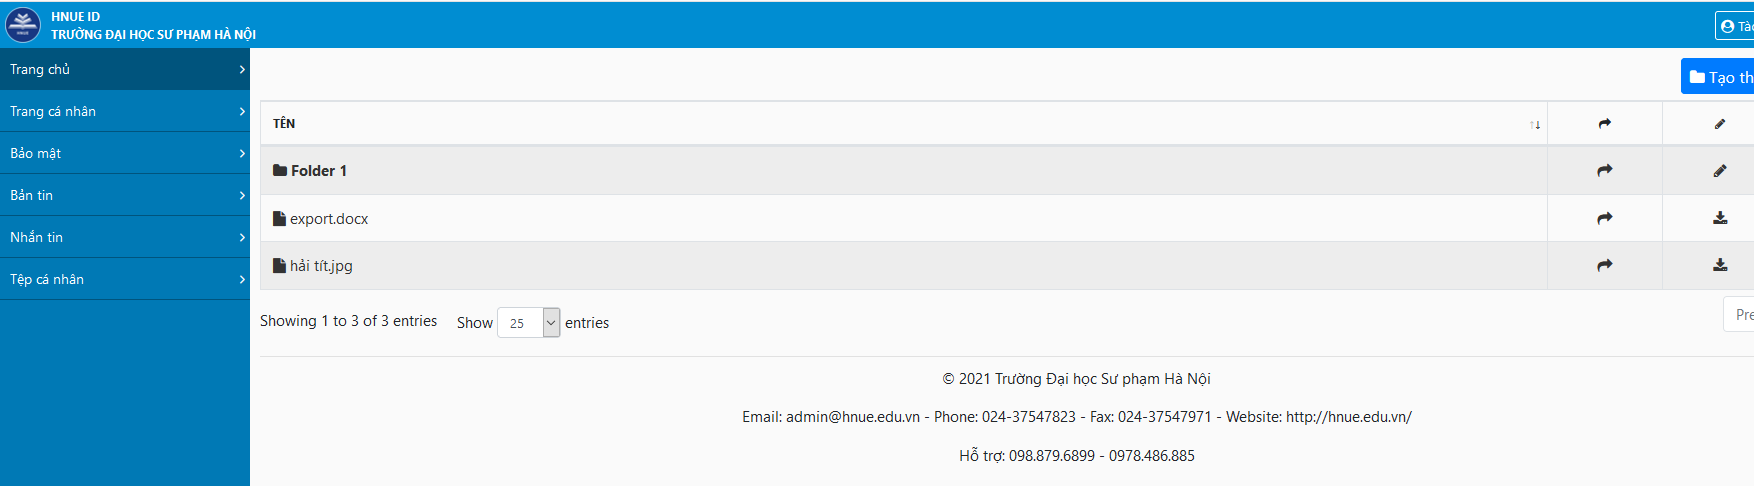 HNUE ID
TRƯỜNG ĐẠI HỌC SƯ PHẠM HÀ NỘI
Trang chủ
Trang cá nhân
Bảo mật
Bản tin
Nhắn tin
Tệp cá nhân
TÊN
Folder 1
export.docx
hải tít.jpg
Showing 1 to 3 of 3 entries Show 25 entries
© 2021 Trường Đại học Sư phạm Hà Nội
Email: admin@hnue.edu.vn - Phone: 024-37547823 - Fax: 024-37547971 - Website: http://hnue.edu.vn/
Hỗ trợ: 098.879.6899 - 0978.486.885
Tạo